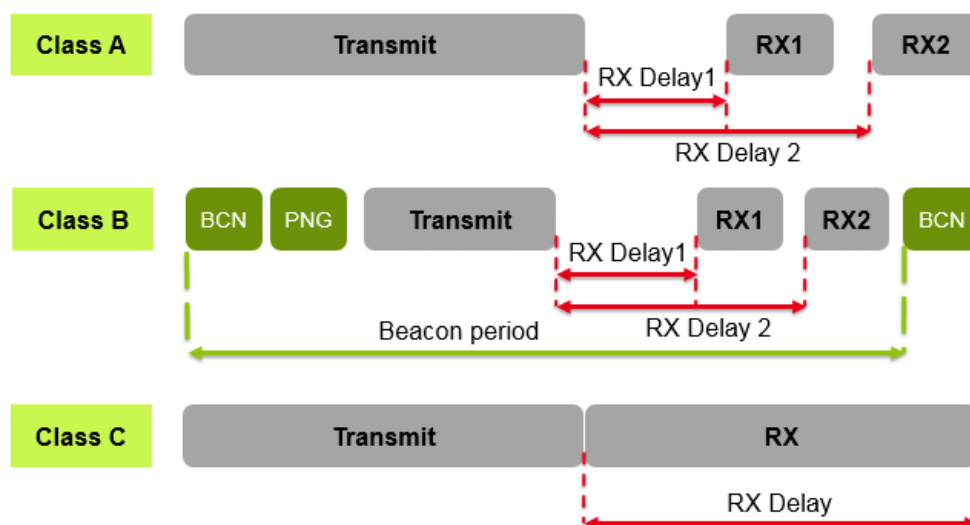 Class A
Transmit
RX1
RX2
RX Delay1
RX Delay 2
Class B
BCN
PNG
Transmit
RX1
RX2
BCN
RX Delay1
RX Delay 2
Beacon period
Class C
Transmit
RX
RX Delay